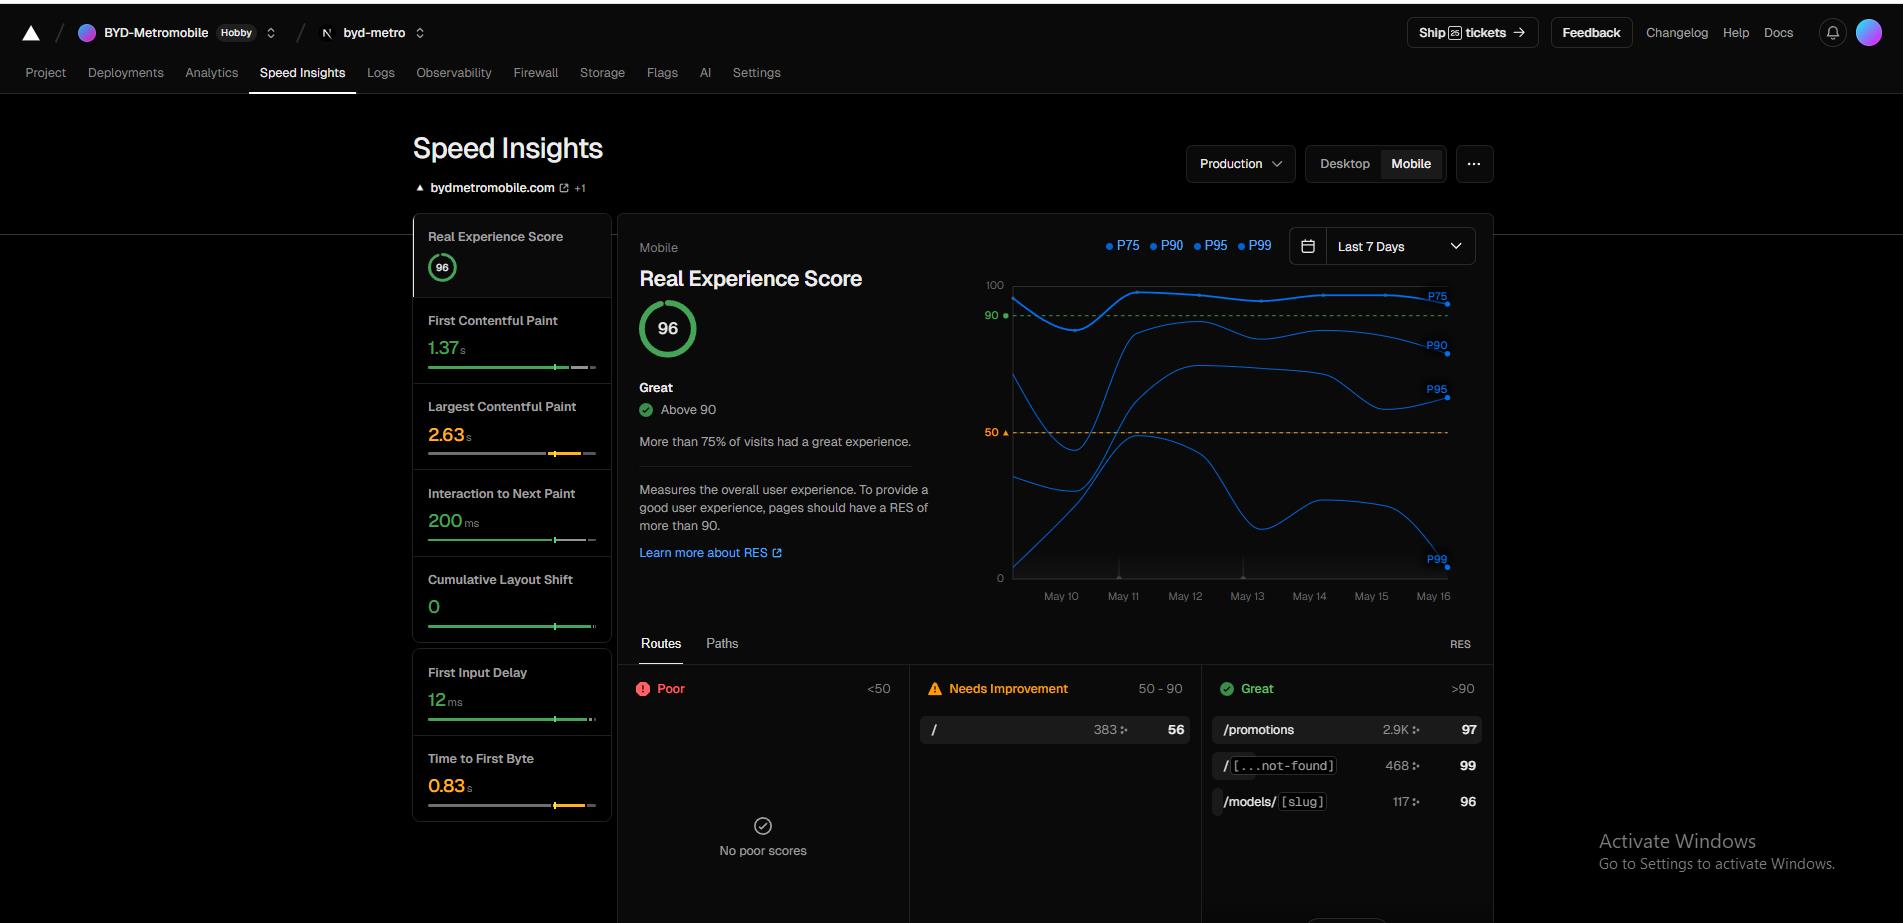 BYD-Metromobile Hobby byd-metro Ship 25 tickets → Feedback Changelog Help Docs
Project Deployments Analytics Speed Insights Logs Observability Firewall Storage Flags AI Settings
Speed Insights
bydmetromobile.com +1
Production Desktop Mobile ...
Real Experience Score
96
First Contentful Paint
1.37s
Largest Contentful Paint
2.63s
Interaction to Next Paint
200ms
Cumulative Layout Shift
0
First Input Delay
12ms
Time to First Byte
0.83s
Mobile
Real Experience Score
96
Great
Above 90
More than 75% of visits had a great experience.
Measures the overall user experience. To provide a
good user experience, pages should have a RES of
more than 90.
Learn more about RES
P75 P90 P95 P99 Last 7 Days
100
90
50
0
P75
P90
P95
P99
May 10 May 11 May 12 May 13 May 14 May 15 May 16
Routes Paths RES
Poor <50
No poor scores
Needs Improvement 50 - 90
/ 383 56
Great >90
/promotions 2.9K 97
/[...not-found] 468 99
/models/[slug] 117 96
Activate Windows
Go to Settings to activate Windows.